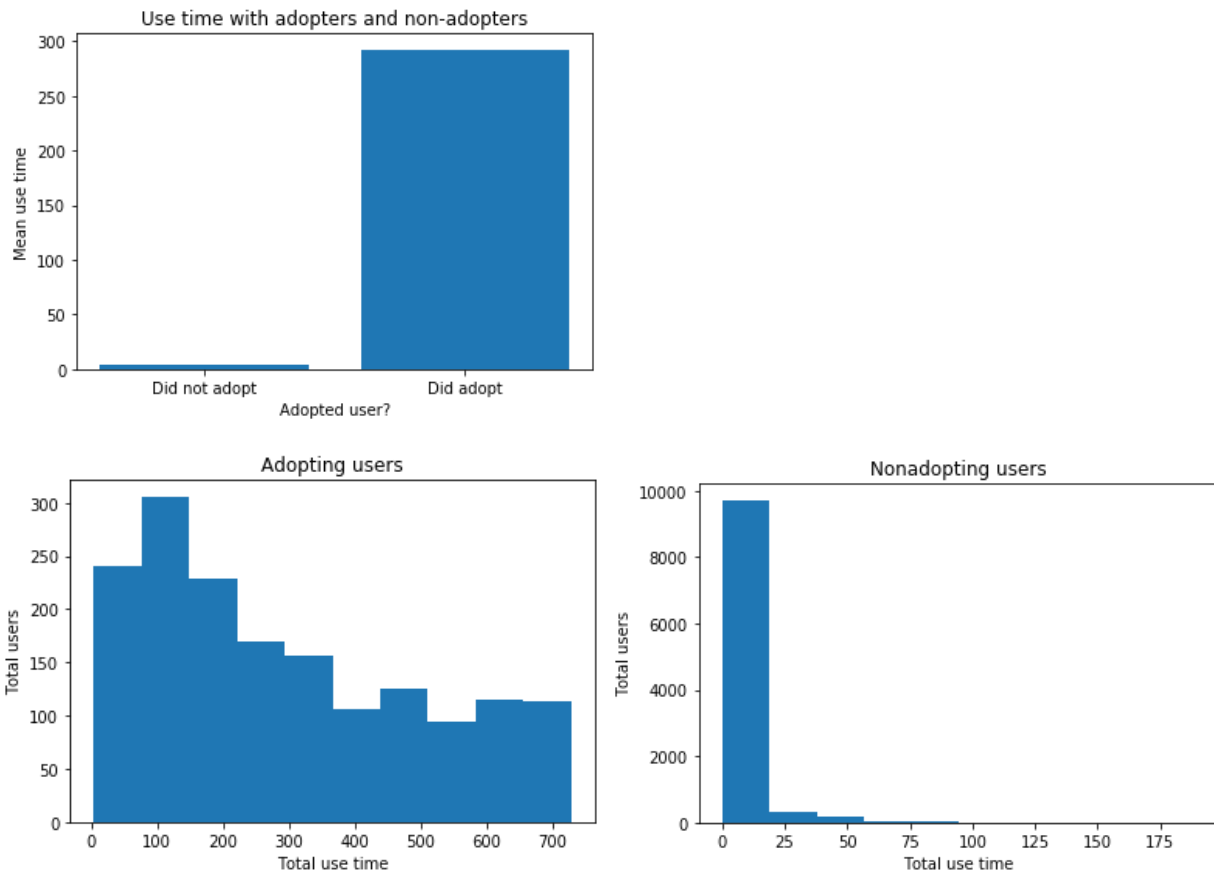 Use time with adopters and non-adopters
300
250
200
150
100
50
0
Mean use time
Did not adopt Did adopt
Adopted user?
Adopting users
300
250
200
150
100
50
0
Total users
0 100 200 300 400 500 600 700
Total use time
Nonadopting users
10000
8000
6000
4000
2000
0
Total users
0 25 50 75 100 125 150 175
Total use time